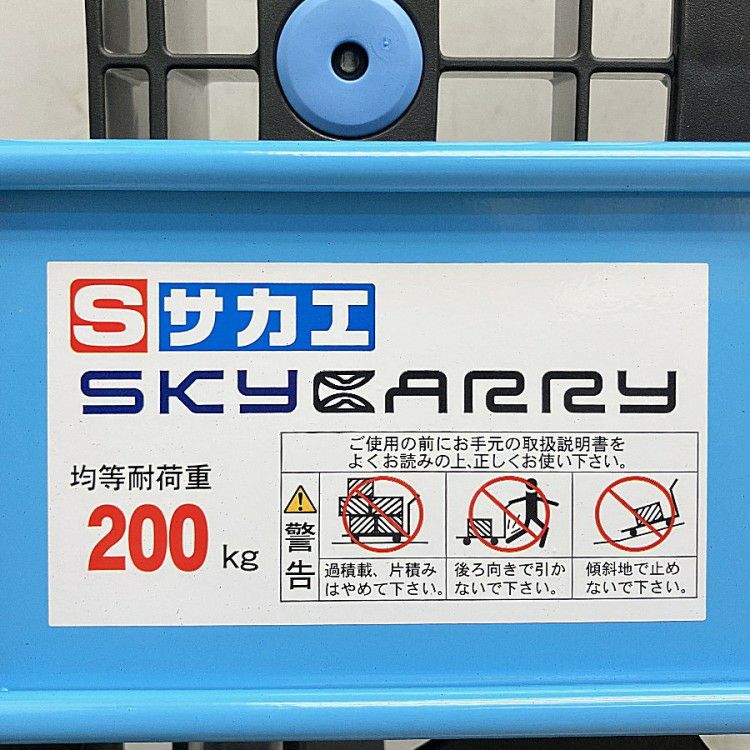 S サカエ
SKYCARRY
均等耐荷重
200 kg
ご使用の前にお手元の取扱説明書を
よくお読みの上、正しくお使い下さい。
警告
過積載、片積み
はやめて下さい。
後ろ向きで引か
ないで下さい。
傾斜地で止め
ないで下さい。